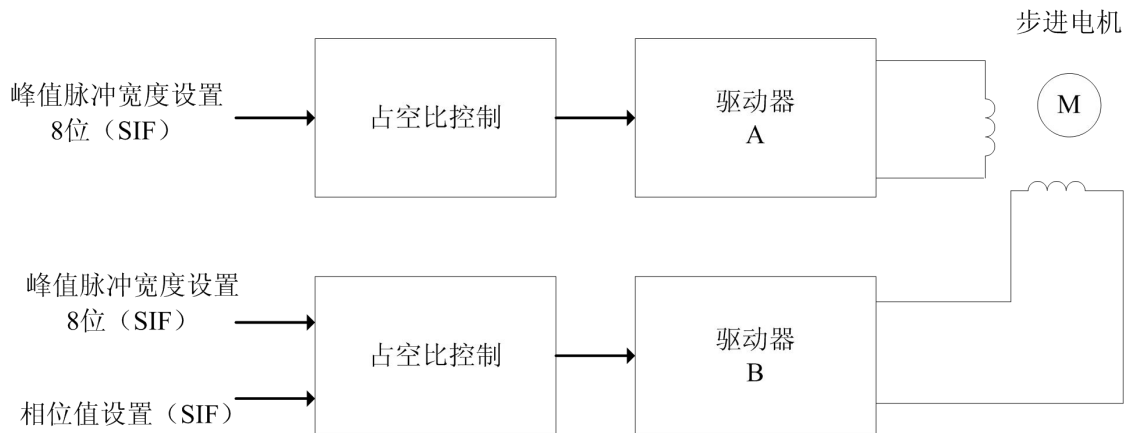 步进电机
峰值脉冲宽度设置
8位（SIF）
占空比控制
驱动器
A
M
峰值脉冲宽度设置
8位（SIF）
相位值设置（SIF）
占空比控制
驱动器
B